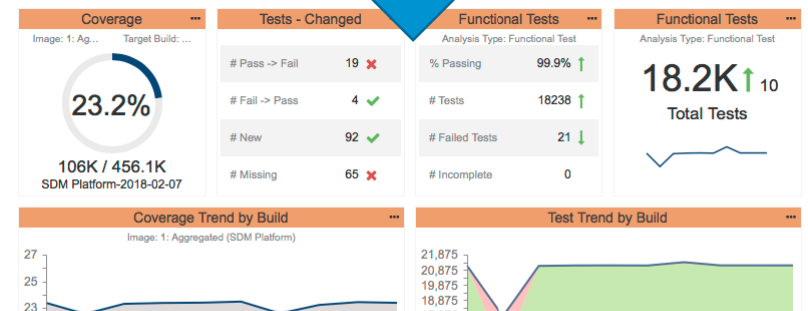 Coverage
Image: 1: Ag... Target Build: ...
23.2%
106K / 456.1K
SDM Platform-2018-02-07
Tests - Changed
# Pass -> Fail 19
# Fail -> Pass 4
# New 92
# Missing 65
Functional Tests
Analysis Type: Functional Test
% Passing 99.9%
# Tests 18238
# Failed Tests 21
# Incomplete 0
Functional Tests
Analysis Type: Functional Test
18.2K 10
Total Tests
Coverage Trend by Build
Image: 1: Aggregated (SDM Platform)
27
25
23
Test Trend by Build
21,875
20,875
19,875
18,875